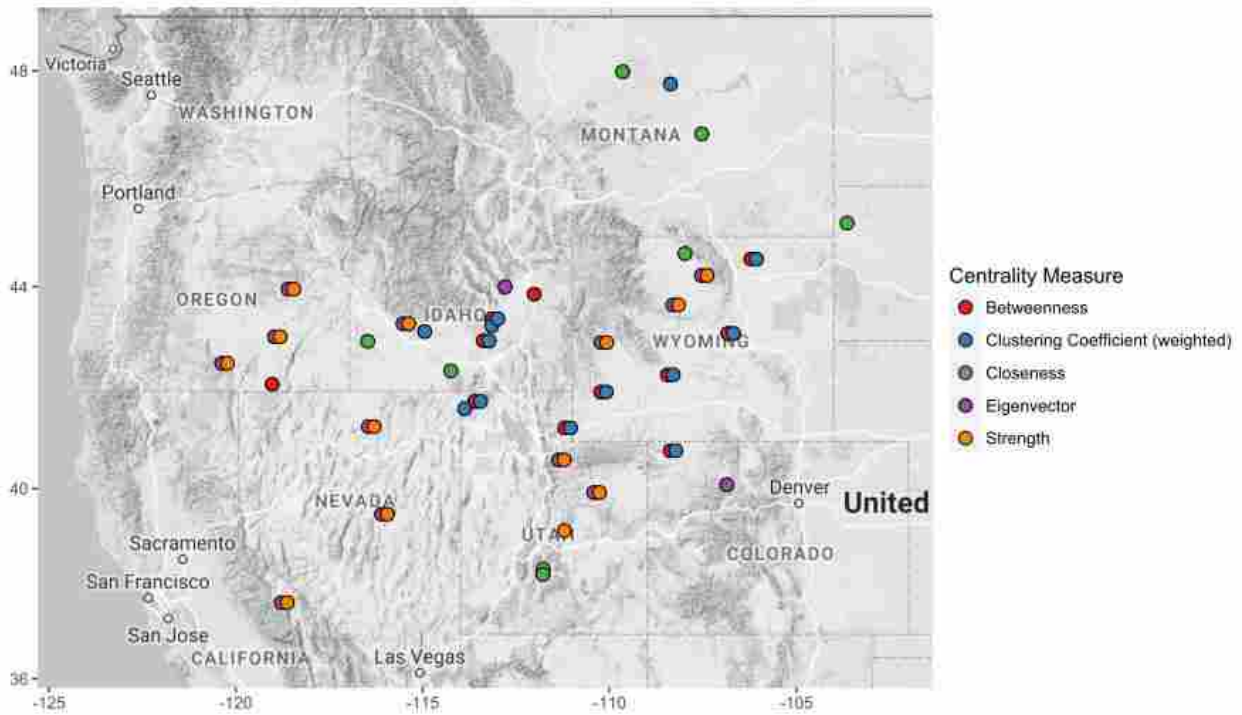 48
Victoria
Seattle
WASHINGTON
MONTANA
Portland
44
OREGON
IDAHO
WYOMING
Centrality Measure
Betweenness
Clustering Coefficient (weighted)
Closeness
Eigenvector
Strength
40
NEVADA
Denver
United
UTAH
Sacramento
COLORADO
San Francisco
San Jose
CALIFORNIA
Las Vegas
36
-125
-120
-115
-110
-105